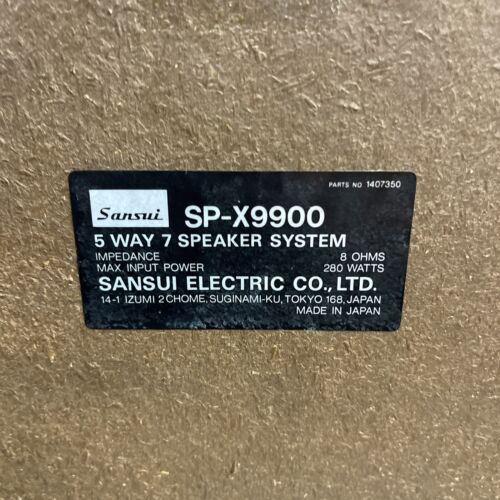 PARTS NO 1407350
Sansui SP-X9900
5 WAY 7 SPEAKER SYSTEM
IMPEDANCE 8 OHMS
MAX. INPUT POWER 280 WATTS
SANSUI ELECTRIC CO., LTD.
14-1 IZUMI 2 CHOME, SUGINAMI-KU, TOKYO 168, JAPAN
MADE IN JAPAN